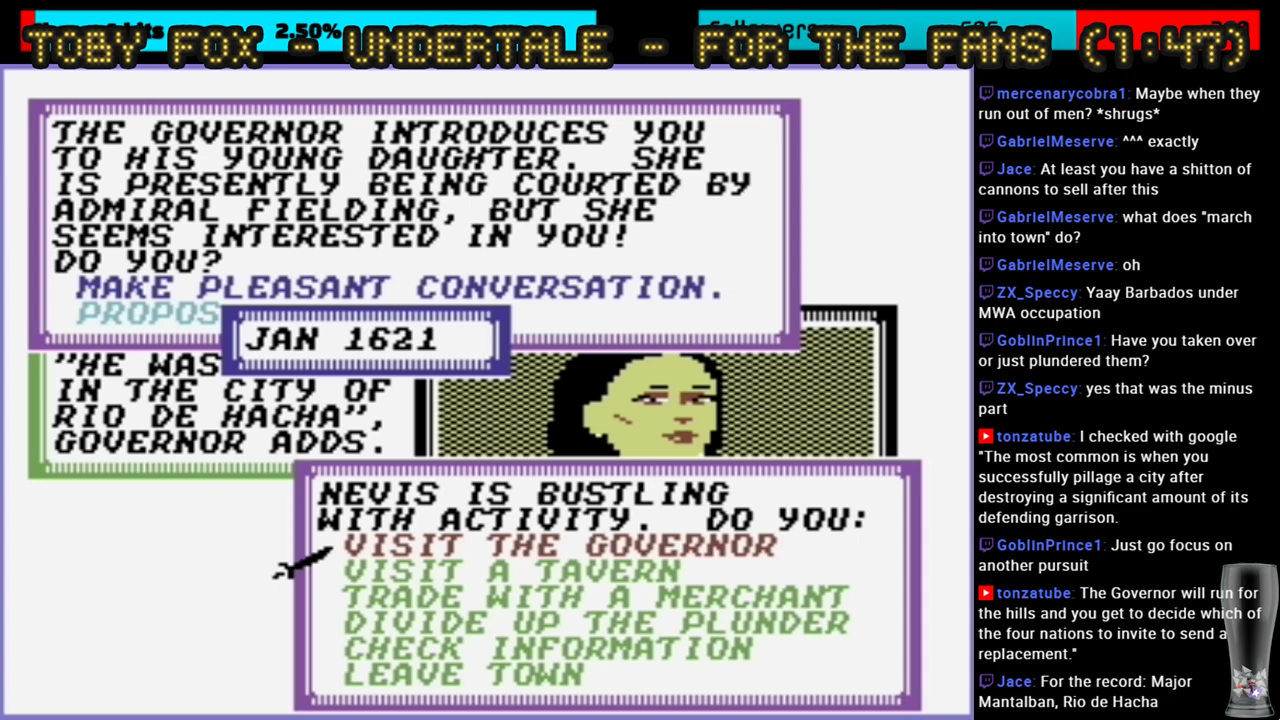 2.50%
TOBY FOX - UNDERTALE - FOR THE FANS (1:47)
THE GOVERNOR INTRODUCES YOU
TO HIS YOUNG DAUGHTER. SHE
IS PRESENTLY BEING COURTED BY
ADMIRAL FIELDING, BUT SHE
SEEMS INTERESTED IN YOU!
DO YOU?
MAKE PLEASANT CONVERSATION.
PROPOS
JAN 1621
"HE WAS
IN THE CITY OF
RIO DE HACHA",
GOVERNOR ADDS.
NEVIS IS BUSTLING
WITH ACTIVITY. DO YOU:
VISIT THE GOVERNOR
VISIT A TAVERN
TRADE WITH A MERCHANT
DIVIDE UP THE PLUNDER
CHECK INFORMATION
LEAVE TOWN
mercenarycobra1: Maybe when they
run out of men? *shrugs*
GabrielMeserve: ^^^ exactly
Jace: At least you have a shitton of
cannons to sell after this
GabrielMeserve: what does "march
into town" do?
GabrielMeserve: oh
ZX_Speccy: Yaay Barbados under
MWA occupation
GoblinPrince1: Have you taken over
or just plundered them?
ZX_Speccy: yes that was the minus
part
tonzatube: I checked with google
"The most common is when you
successfully pillage a city after
destroying a significant amount of its
defending garrison.
GoblinPrince1: Just go focus on
another pursuit
tonzatube: The Governor will run for
the hills and you get to decide which of
the four nations to invite to send a
replacement."
Jace: For the record: Major
Mantalban, Rio de Hacha